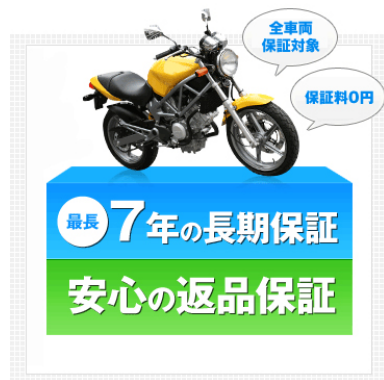 全車両
保証対象
保証料0円
最長7年の長期保証
安心の返品保証